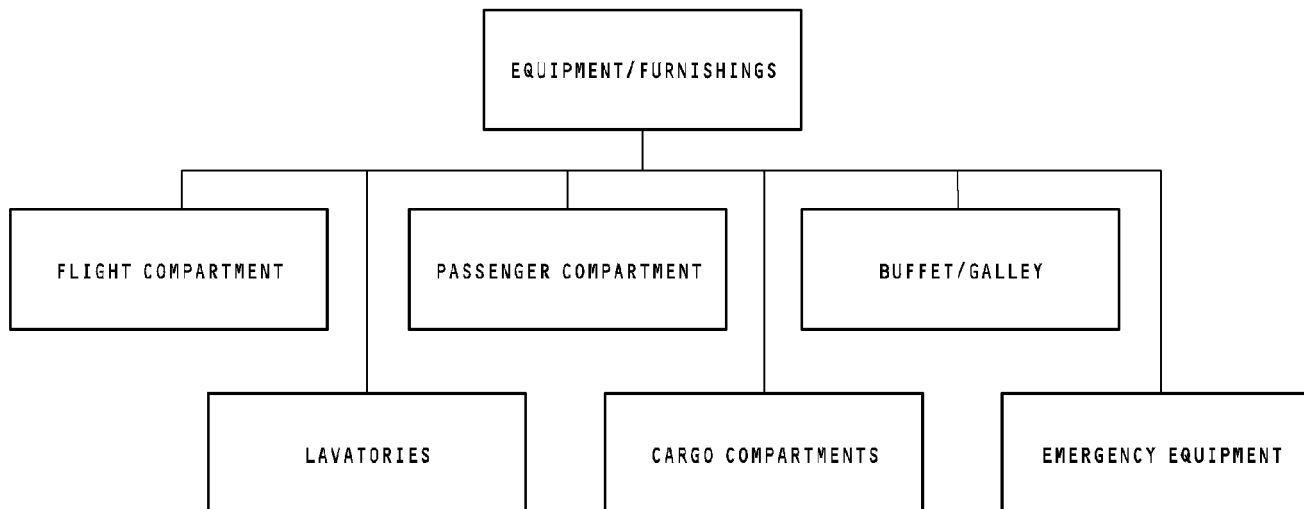 EQUIPMENT/FURNISHINGS
FLIGHT COMPARTMENT
PASSENGER COMPARTMENT
BUFFET/GALLEY
LAVATORIES
CARGO COMPARTMENTS
EMERGENCY EQUIPMENT